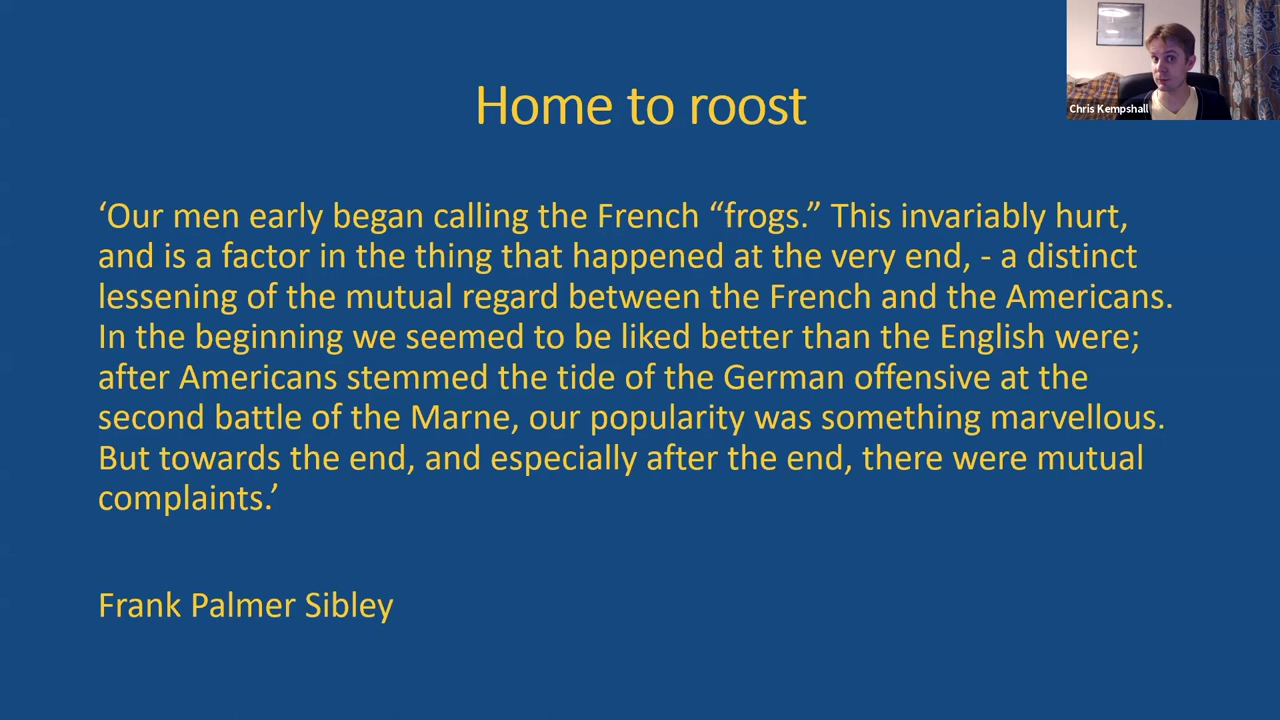 Home to roost
Chris Kempshall
‘Our men early began calling the French “frogs.” This invariably hurt,
and is a factor in the thing that happened at the very end, - a distinct
lessening of the mutual regard between the French and the Americans.
In the beginning we seemed to be liked better than the English were;
after Americans stemmed the tide of the German offensive at the
second battle of the Marne, our popularity was something marvellous.
But towards the end, and especially after the end, there were mutual
complaints.’
Frank Palmer Sibley